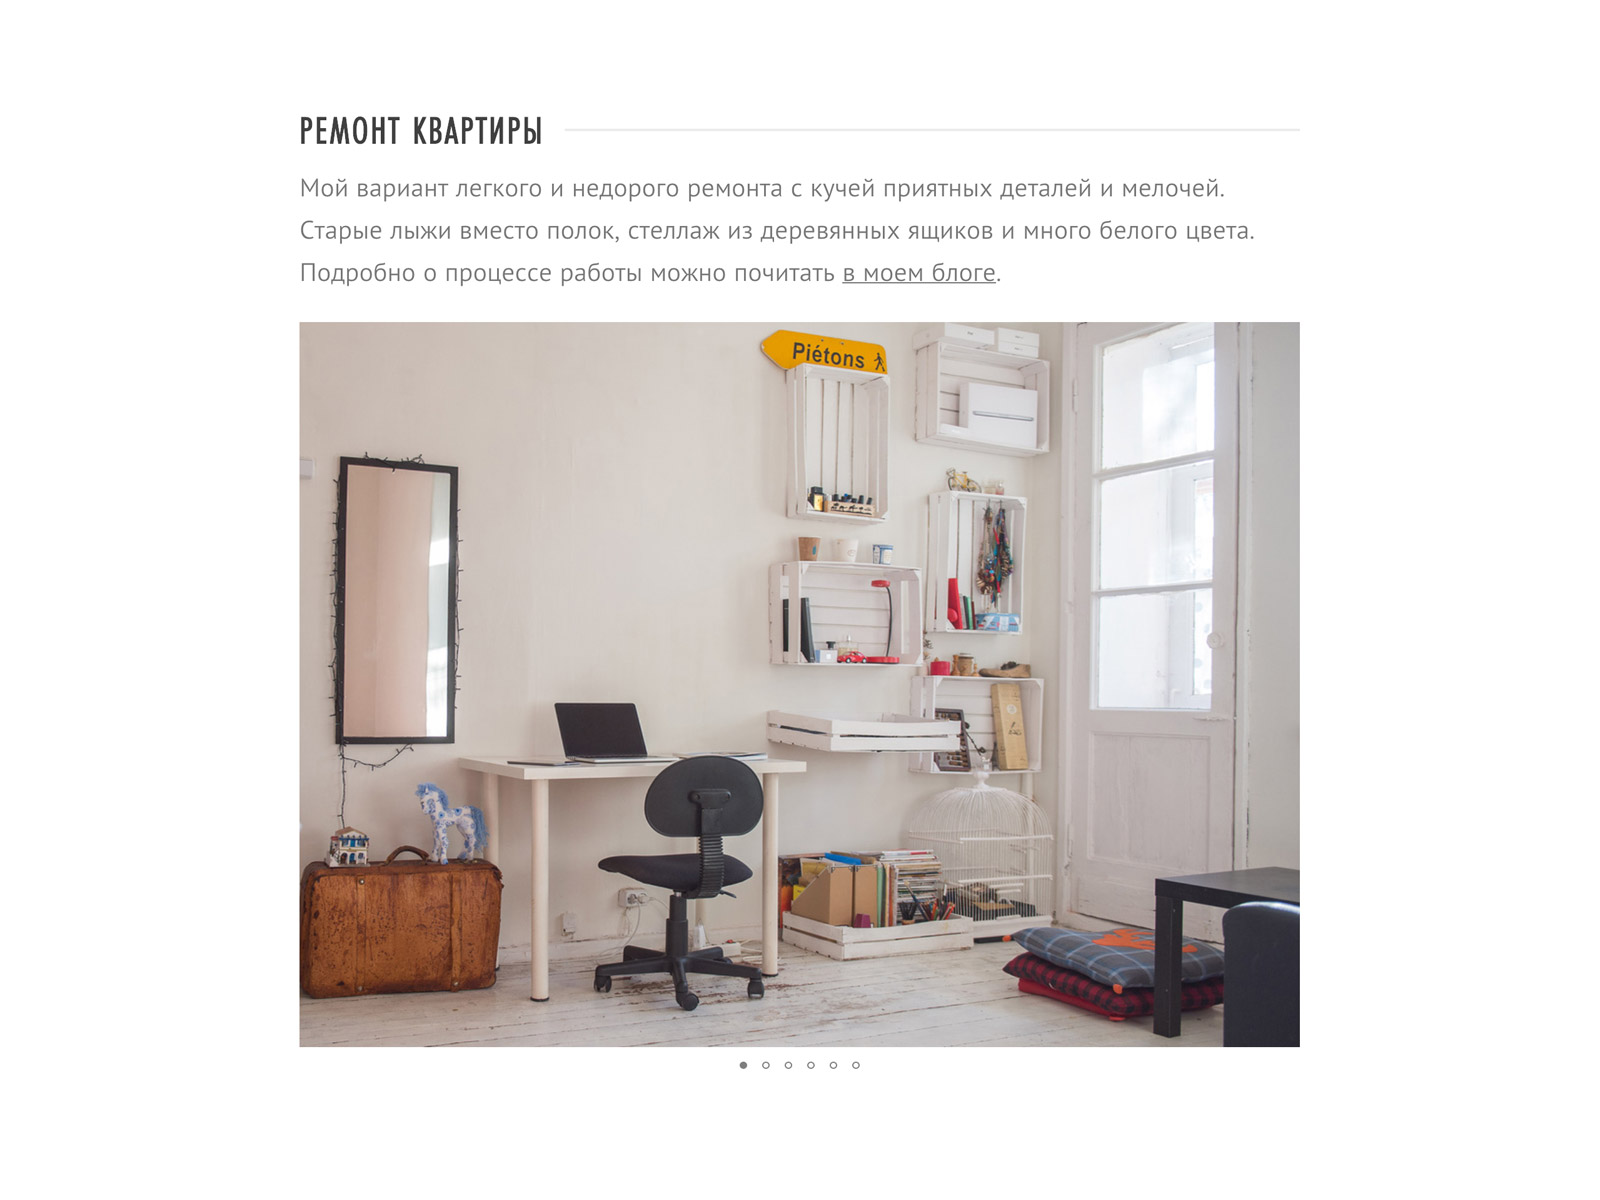 РЕМОНТ КВАРТИРЫ
Мой вариант легкого и недорого ремонта с кучей приятных деталей и мелочей.
Старые лыжи вместо полок, стеллаж из деревянных ящиков и много белого цвета.
Подробно о процессе работы можно почитать в моем блоге.
Piétons